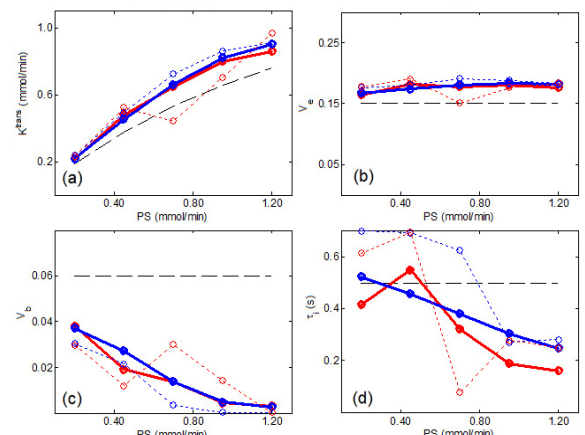 1.0
0.6
0.2
K^trans (mmol/min)
(a)
0.40 0.80 1.20
PS (mmol/min)
0.25
0.15
0.05
V_e
(b)
0.40 0.80 1.20
PS (mmol/min)
0.06
0.04
0.02
V_b
(c)
0.40 0.80 1.20
PS (mmol/min)
0.6
0.4
0.2
τ_i (s)
(d)
0.40 0.80 1.20
PS (mmol/min)